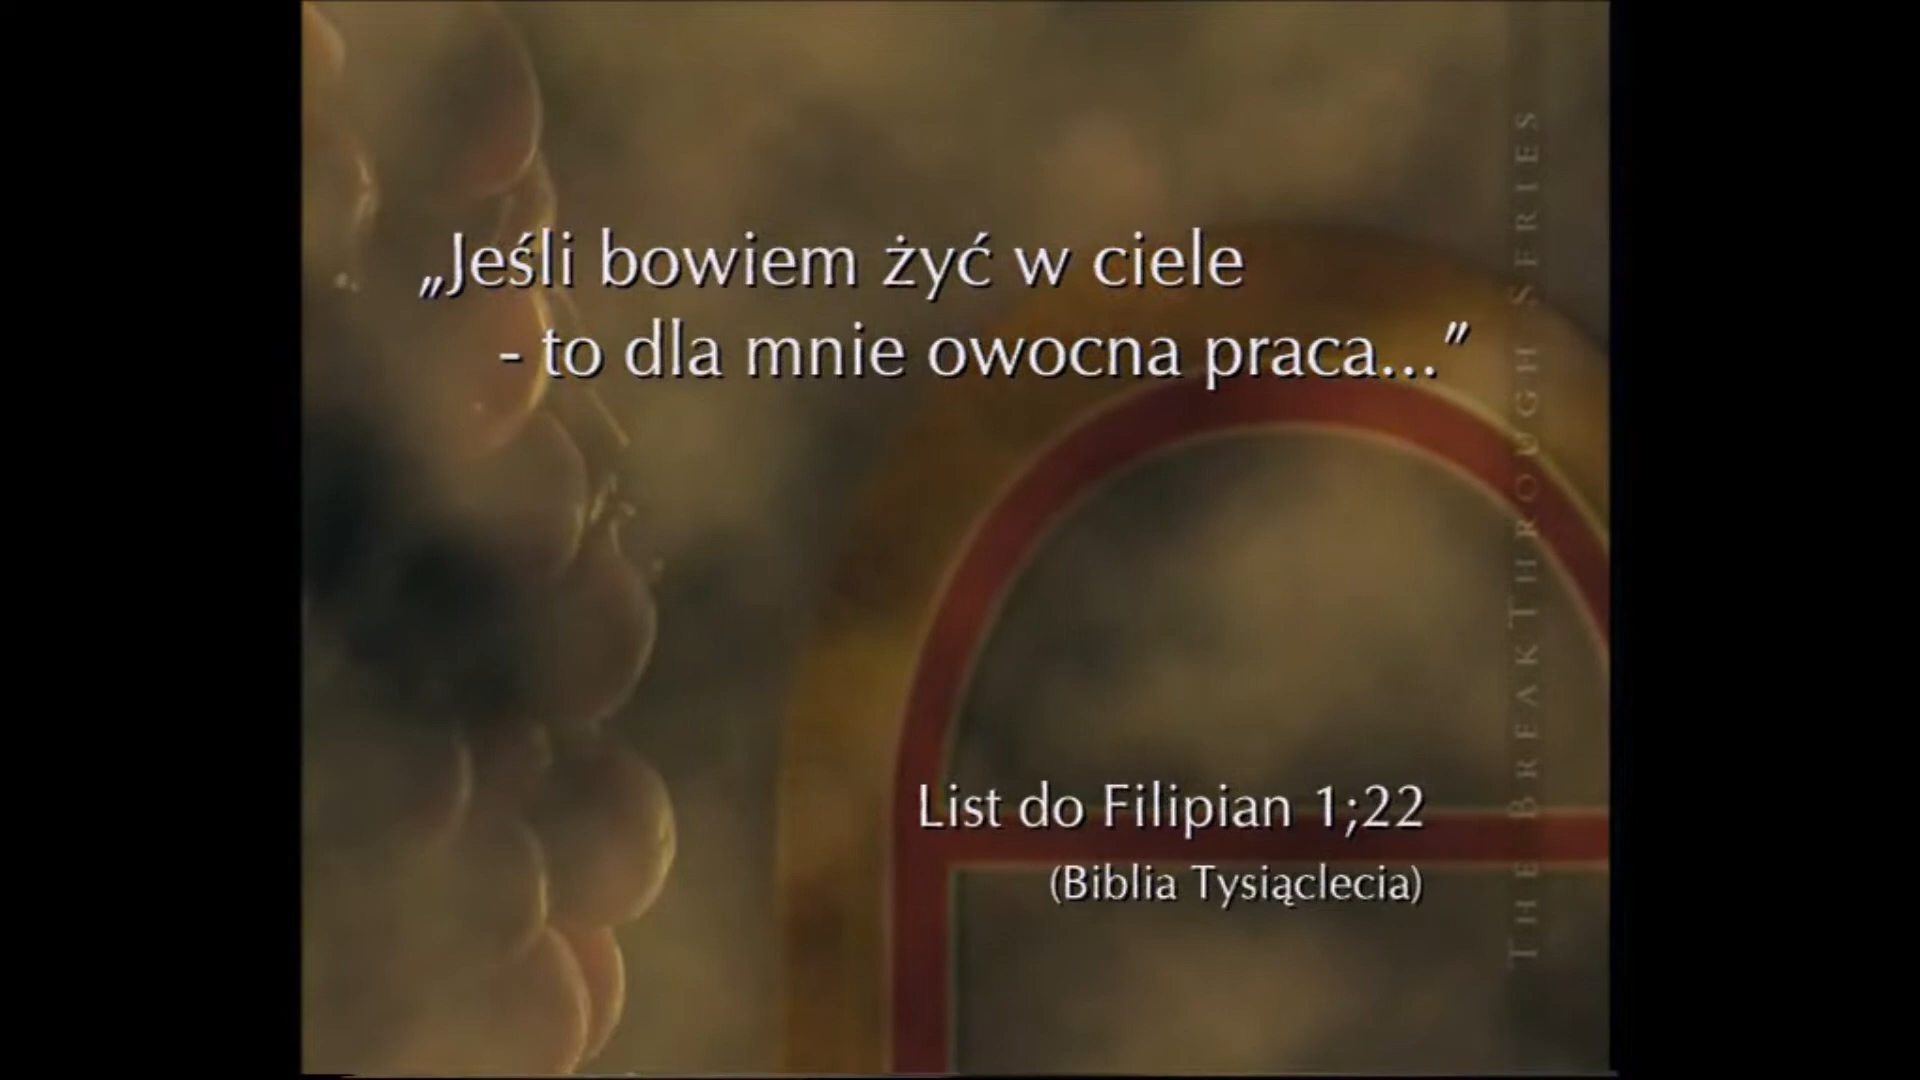 „Jeśli bowiem żyć w ciele
- to dla mnie owocna praca...”
List do Filipian 1;22
(Biblia Tysiąclecia)
THE BREAKTHROUGH SERIES